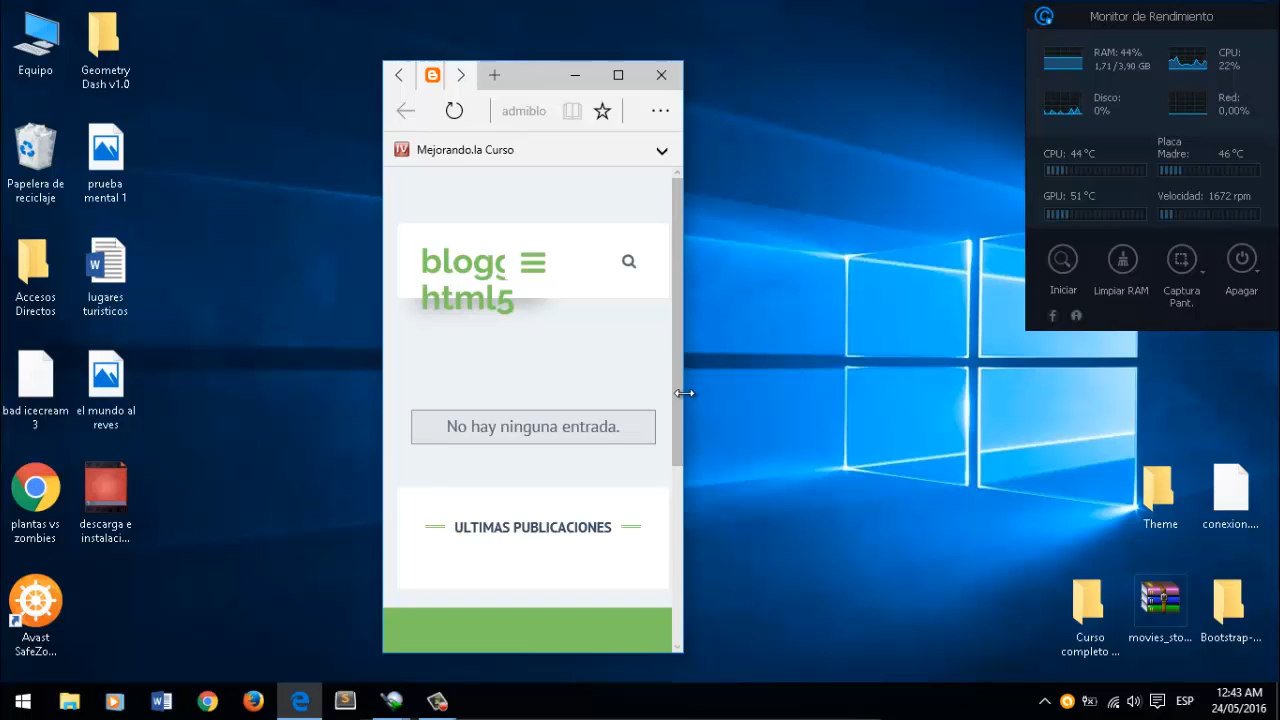 Equipo
Geometry
Dash v1.0
Papelera de
reciclaje
prueba
mental 1
Accesos
Directos
lugares
turisticos
bad icecream
3
el mundo al
reves
plantas vs
zombies
descarga e
instalaci...
Avast
SafeZo...
admiblo
Mejorando.la Curso
blogg
html5
No hay ninguna entrada.
ULTIMAS PUBLICACIONES
Monitor de Rendimiento
RAM: 44%
1,71/3,90 GB
CPU:
22%
Disco:
0%
Red:
0,00%
CPU: 44 °C
Placa
Madre: 46 °C
GPU: 51 °C
Velocidad: 1672 rpm
Iniciar
Limpiar RAM
Captura
Pant.
Apagar
Theme
conexion....
Curso
completo ...
movies_sto...
Bootstrap-...
ESP
12:43 AM
24/05/2016